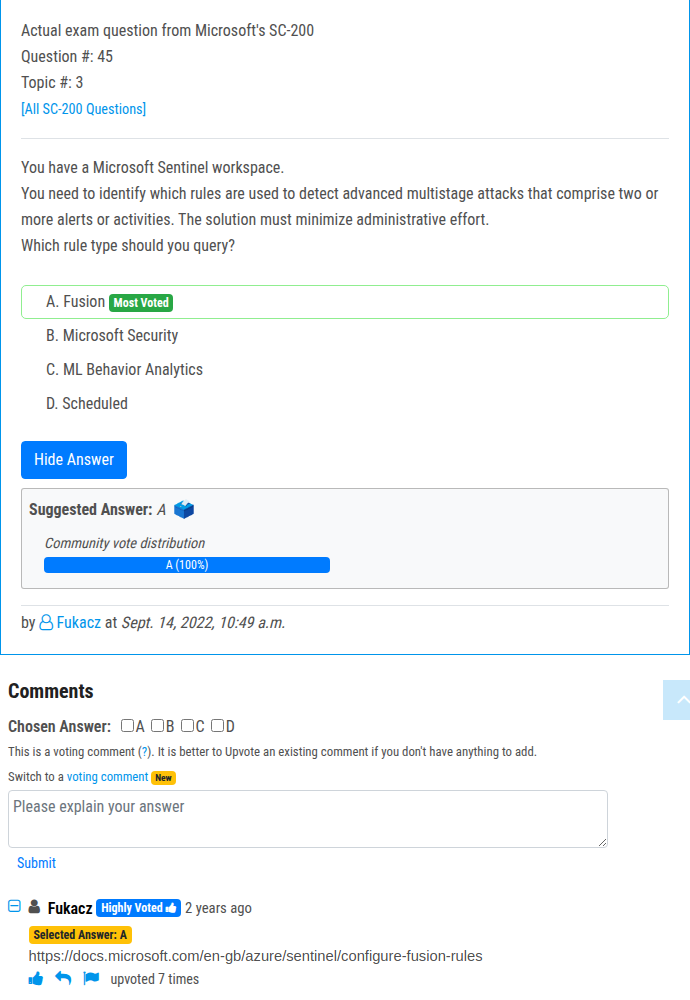 Actual exam question from Microsoft's SC-200
Question #: 45
Topic #: 3
[All SC-200 Questions]
You have a Microsoft Sentinel workspace.
You need to identify which rules are used to detect advanced multistage attacks that comprise two or
more alerts or activities. The solution must minimize administrative effort.
Which rule type should you query?
A. Fusion Most Voted
B. Microsoft Security
C. ML Behavior Analytics
D. Scheduled
Hide Answer
Suggested Answer: A
Community vote distribution
A (100%)
by Fukacz at Sept. 14, 2022, 10:49 a.m.
Comments
Chosen Answer: A B C D
This is a voting comment (?). It is better to Upvote an existing comment if you don't have anything to add.
Switch to a voting comment New
Please explain your answer
Submit
Fukacz Highly Voted 2 years ago
Selected Answer: A
https://docs.microsoft.com/en-gb/azure/sentinel/configure-fusion-rules
upvoted 7 times